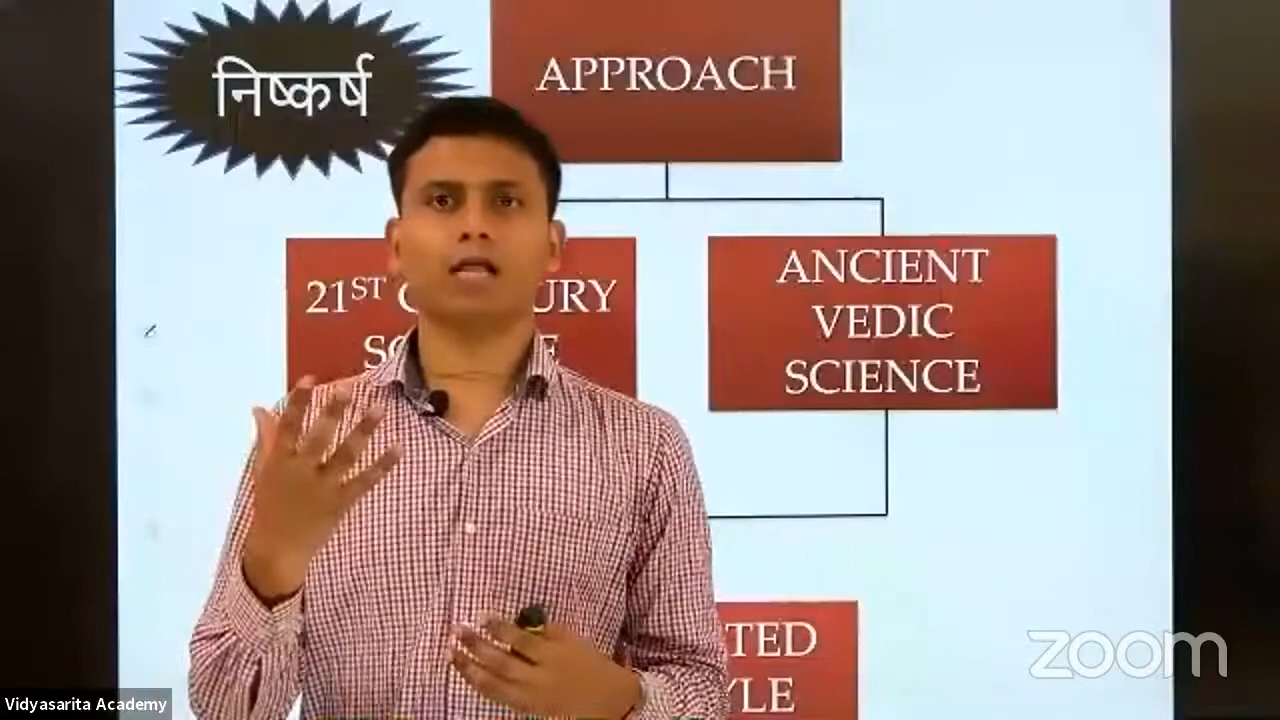 निष्कर्ष
APPROACH
21ST
ANCIENT
VEDIC
SCIENCE
zoom
Vidyasarita Academy